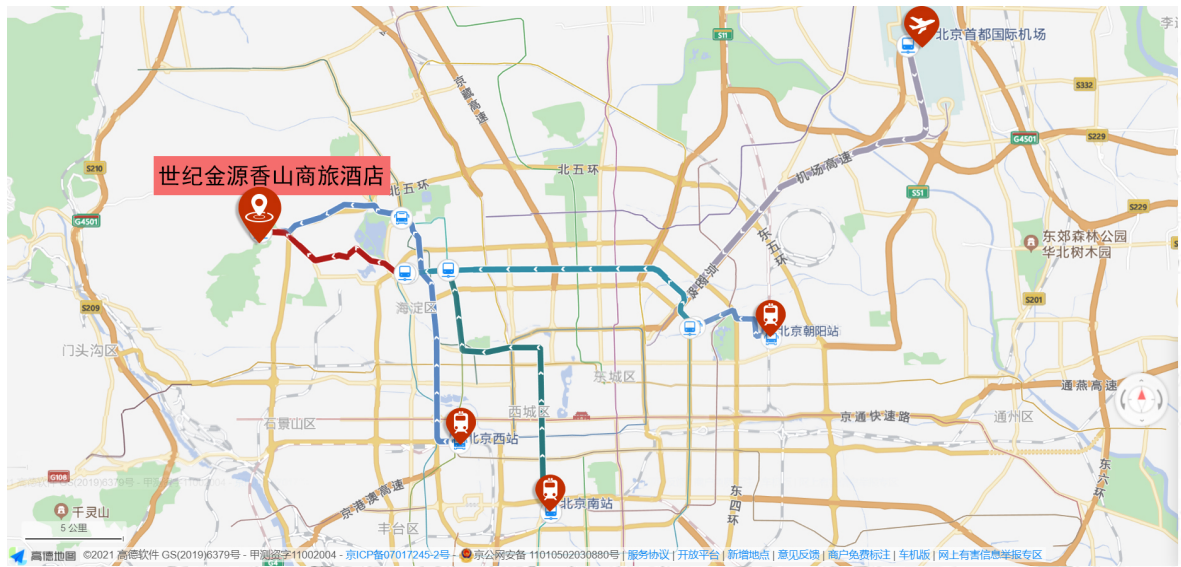 北京首都国际机场
S11
S332
京藏高速
G4501
S229
机场高速
北五环
北五环
S210
世纪金源香山商旅酒店
S51
S229
G4501
东五环
东郊森林公园
华北树木园
机场高速
海淀区
S201
S209
北京朝阳站
门头沟区
东城区
通燕高速
西城区
京通快速路
通州区
石景山区
北京西站
G108
东六环
京港澳高速
东四环
北京南站
千灵山
丰台区
5 公里
高德地图
©2021 高德软件 GS(2019)6379号 - 甲测资字11002004 - 京ICP备07017245-2号 - 京公网安备 11010502030880号 | 服务协议 | 开放平台 | 新增地点 | 意见反馈 | 商户免费标注 | 车机版 | 网上有害信息举报专区
G4